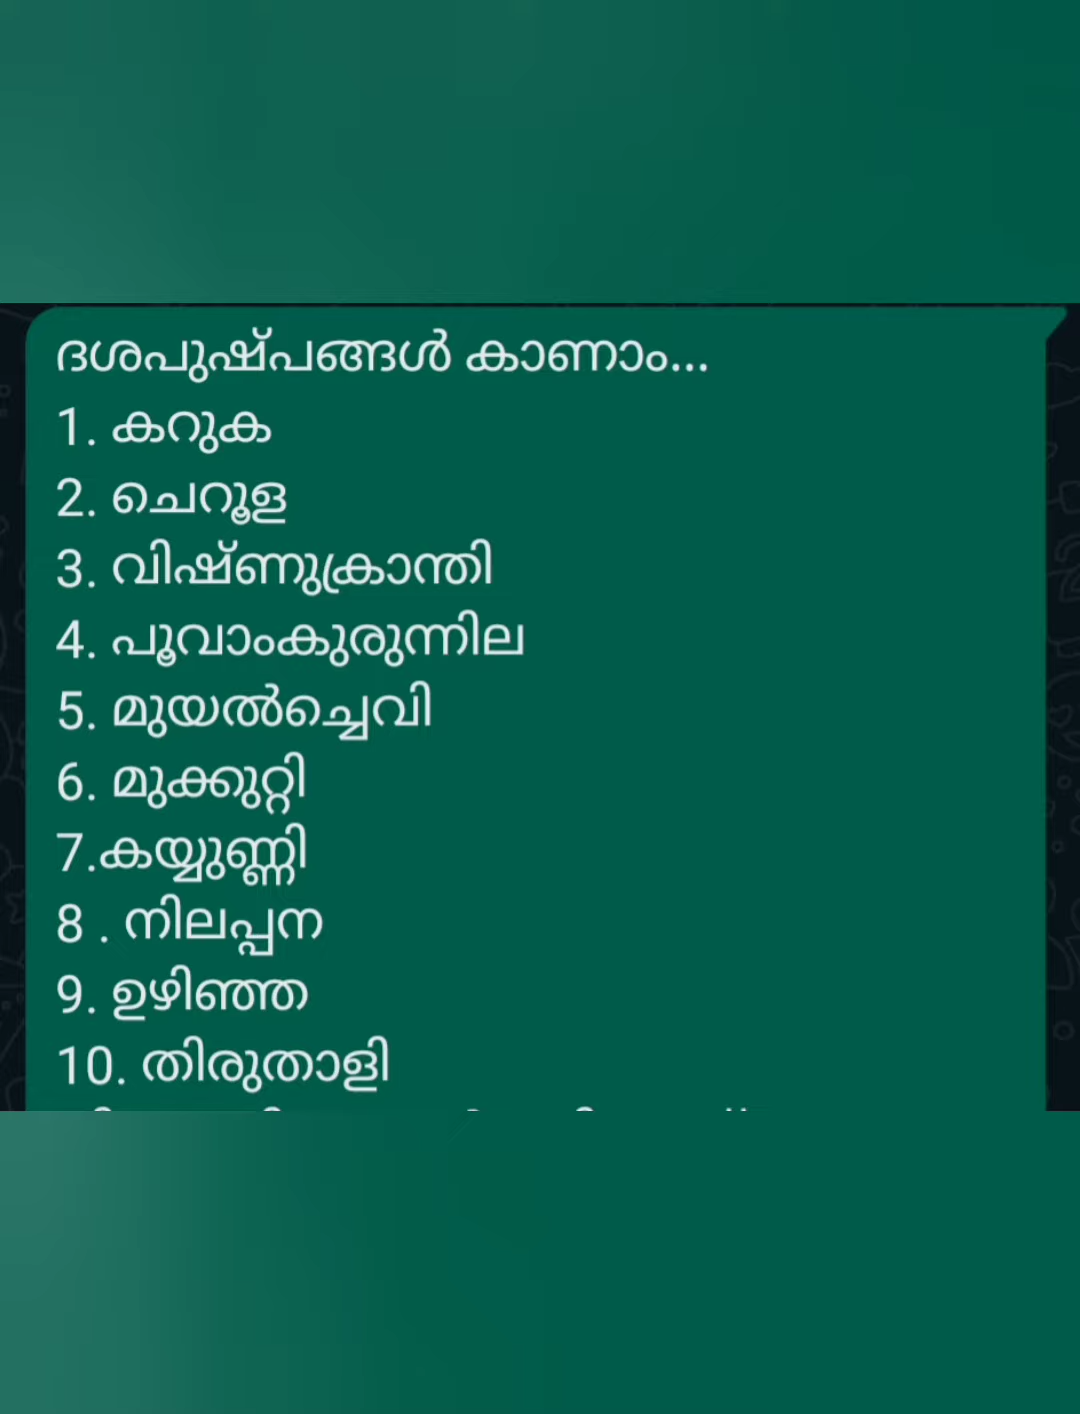 ദശപുഷ്പങ്ങൾ കാണാം...
1. കറുക
2. ചെറൂള
3. വിഷ്ണുക്രാന്തി
4. പൂവാംകുരുന്നില
5. മുയൽച്ചെവി
6. മുക്കുറ്റി
7.കയ്യുണ്ണി
8 . നിലപ്പന
9. ഉഴിഞ്ഞ
10. തിരുതാളി